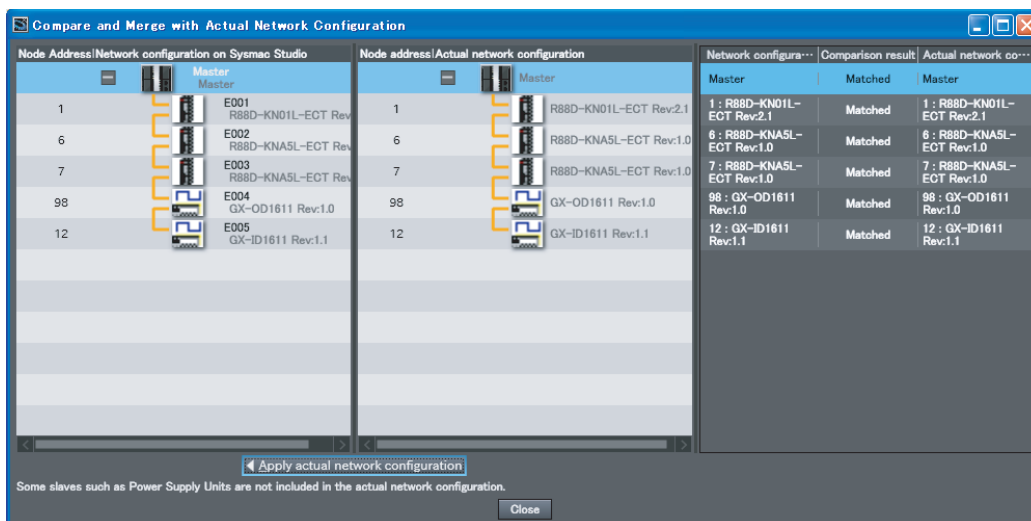 Compare and Merge with Actual Network Configuration
Node Address|Network configuration on Sysmac Studio
Master
Master
1
E001
R88D-KN01L-ECT Rev
6
E002
R88D-KNA5L-ECT Rev
7
E003
R88D-KNA5L-ECT Rev
98
E004
GX-OD1611 Rev:1.0
12
E005
GX-ID1611 Rev:1.1
Node address|Actual network configuration
Master
1
R88D-KN01L-ECT Rev:2.1
6
R88D-KNA5L-ECT Rev:1.0
7
R88D-KNA5L-ECT Rev:1.0
98
GX-OD1611 Rev:1.0
12
GX-ID1611 Rev:1.1
Network configura··· Comparison result Actual network co···
Master Matched Master
1 : R88D-KN01L-
ECT Rev:2.1
Matched
1 : R88D-KN01L-
ECT Rev:2.1
6 : R88D-KNA5L-
ECT Rev:1.0
Matched
6 : R88D-KNA5L-
ECT Rev:1.0
7 : R88D-KNA5L-
ECT Rev:1.0
Matched
7 : R88D-KNA5L-
ECT Rev:1.0
98 : GX-OD1611
Rev:1.0
Matched
98 : GX-OD1611
Rev:1.0
12 : GX-ID1611
Rev:1.1
Matched
12 : GX-ID1611
Rev:1.1
Apply actual network configuration
Some slaves such as Power Supply Units are not included in the actual network configuration.
Close